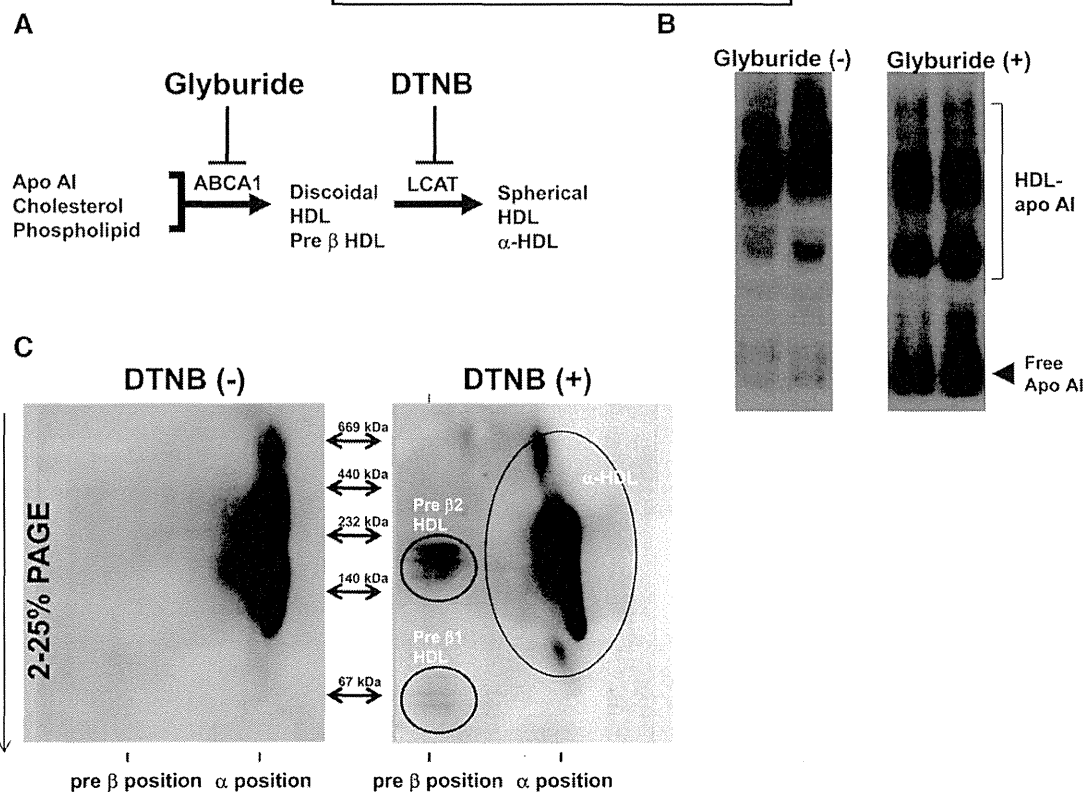 A
Glyburide
DTNB
Apo AI
Cholesterol
Phospholipid
ABCA1
Discoidal
HDL
Pre β HDL
LCAT
Spherical
HDL
α-HDL
B
Glyburide (-)
Glyburide (+)
HDL-
apo AI
Free
Apo AI
C
DTNB (-)
DTNB (+)
2-25% PAGE
669 kDa
440 kDa
232 kDa
140 kDa
67 kDa
α-HDL
Pre β2
HDL
Pre β1
HDL
pre β position
α position
pre β position
α position